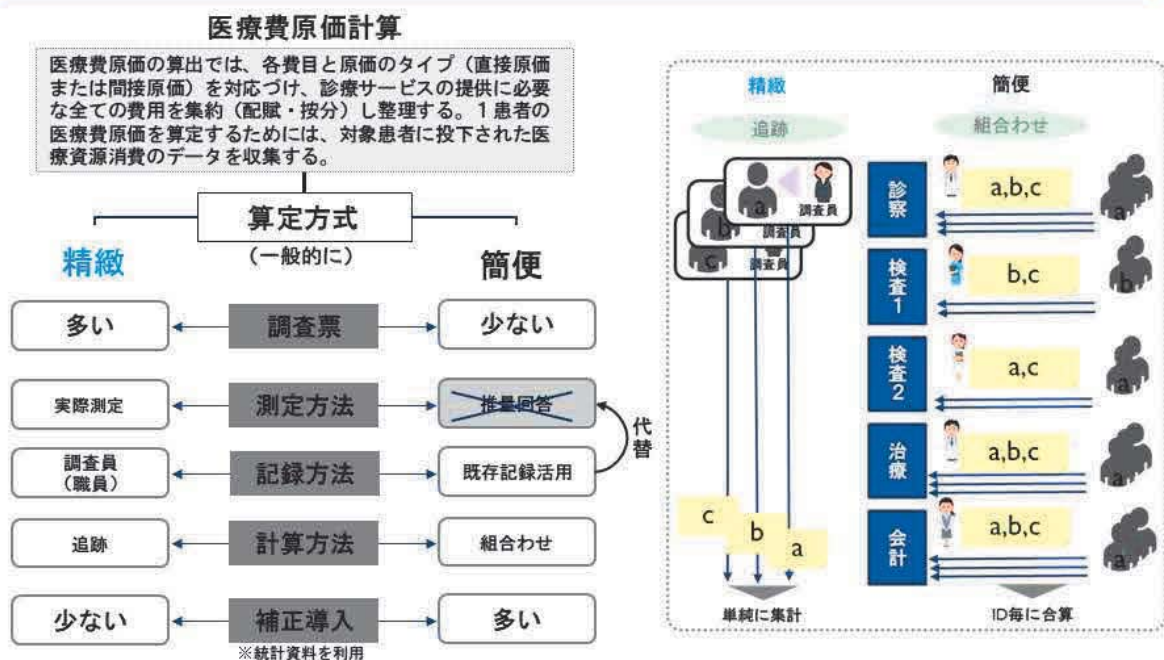 医療費原価計算
医療費原価の算出では、各費目と原価のタイプ（直接原価
または間接原価）を対応づけ、診療サービスの提供に必要
な全ての費用を集約（配賦・按分）し整理する。1患者の
医療費原価を算定するためには、対象患者に投下された医
療資源消費のデータを収集する。
算定方式
（一般的に）
精緻
簡便
多い
調査票
少ない
実際測定
測定方法
推量回答
代替
調査員
（職員）
記録方法
既存記録活用
追跡
計算方法
組合わせ
少ない
補正導入
多い
※統計資料を利用
精緻
追跡
a
調査員
b
調査員
c
調査員
c
b
a
単純に集計
簡便
組合わせ
診察
a,b,c
a
検査1
b,c
b
検査2
a,c
a
治療
a,b,c
a
会計
a,b,c
a
ID毎に合算